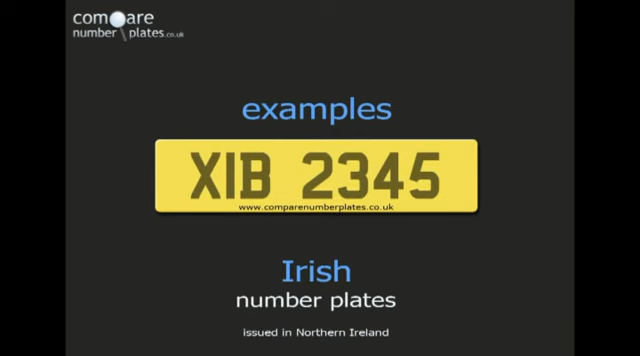 compare
number plates.co.uk
examples
XIB 2345
www.comparenumberplates.co.uk
Irish
number plates
issued in Northern Ireland